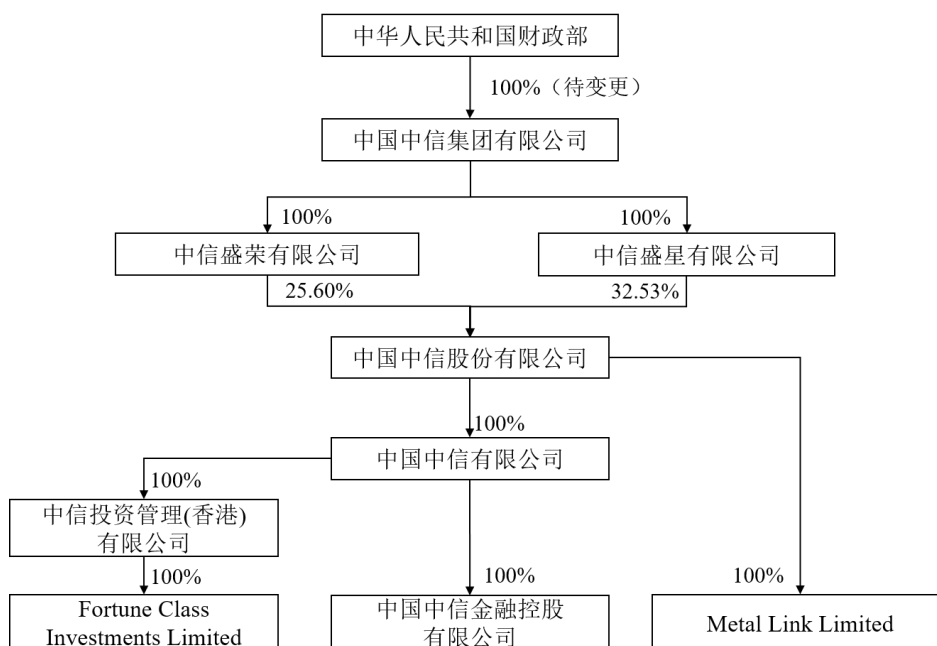 中华人民共和国财政部
100%（待变更）
中国中信集团有限公司
100%
100%
中信盛荣有限公司
中信盛星有限公司
25.60%
32.53%
中国中信股份有限公司
100%
中国中信有限公司
100%
中信投资管理(香港)
有限公司
100%
100%
100%
Fortune Class
Investments Limited
中国中信金融控股
有限公司
Metal Link Limited